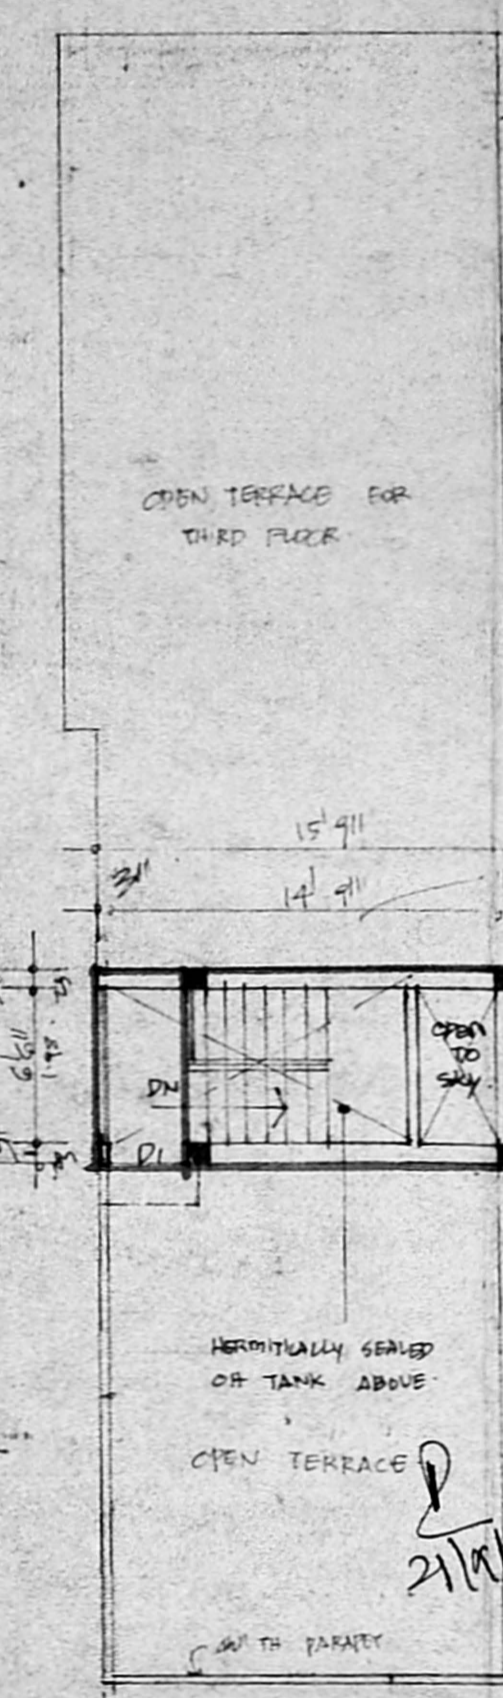 OPEN TERRACE FOR
THIRD FLOOR
15' 9"
3"
14' 9"
OPEN
TO
SKY
DN
D1
HERMITICALLY SEALED
OH TANK ABOVE
OPEN TERRACE
TH PARAPET